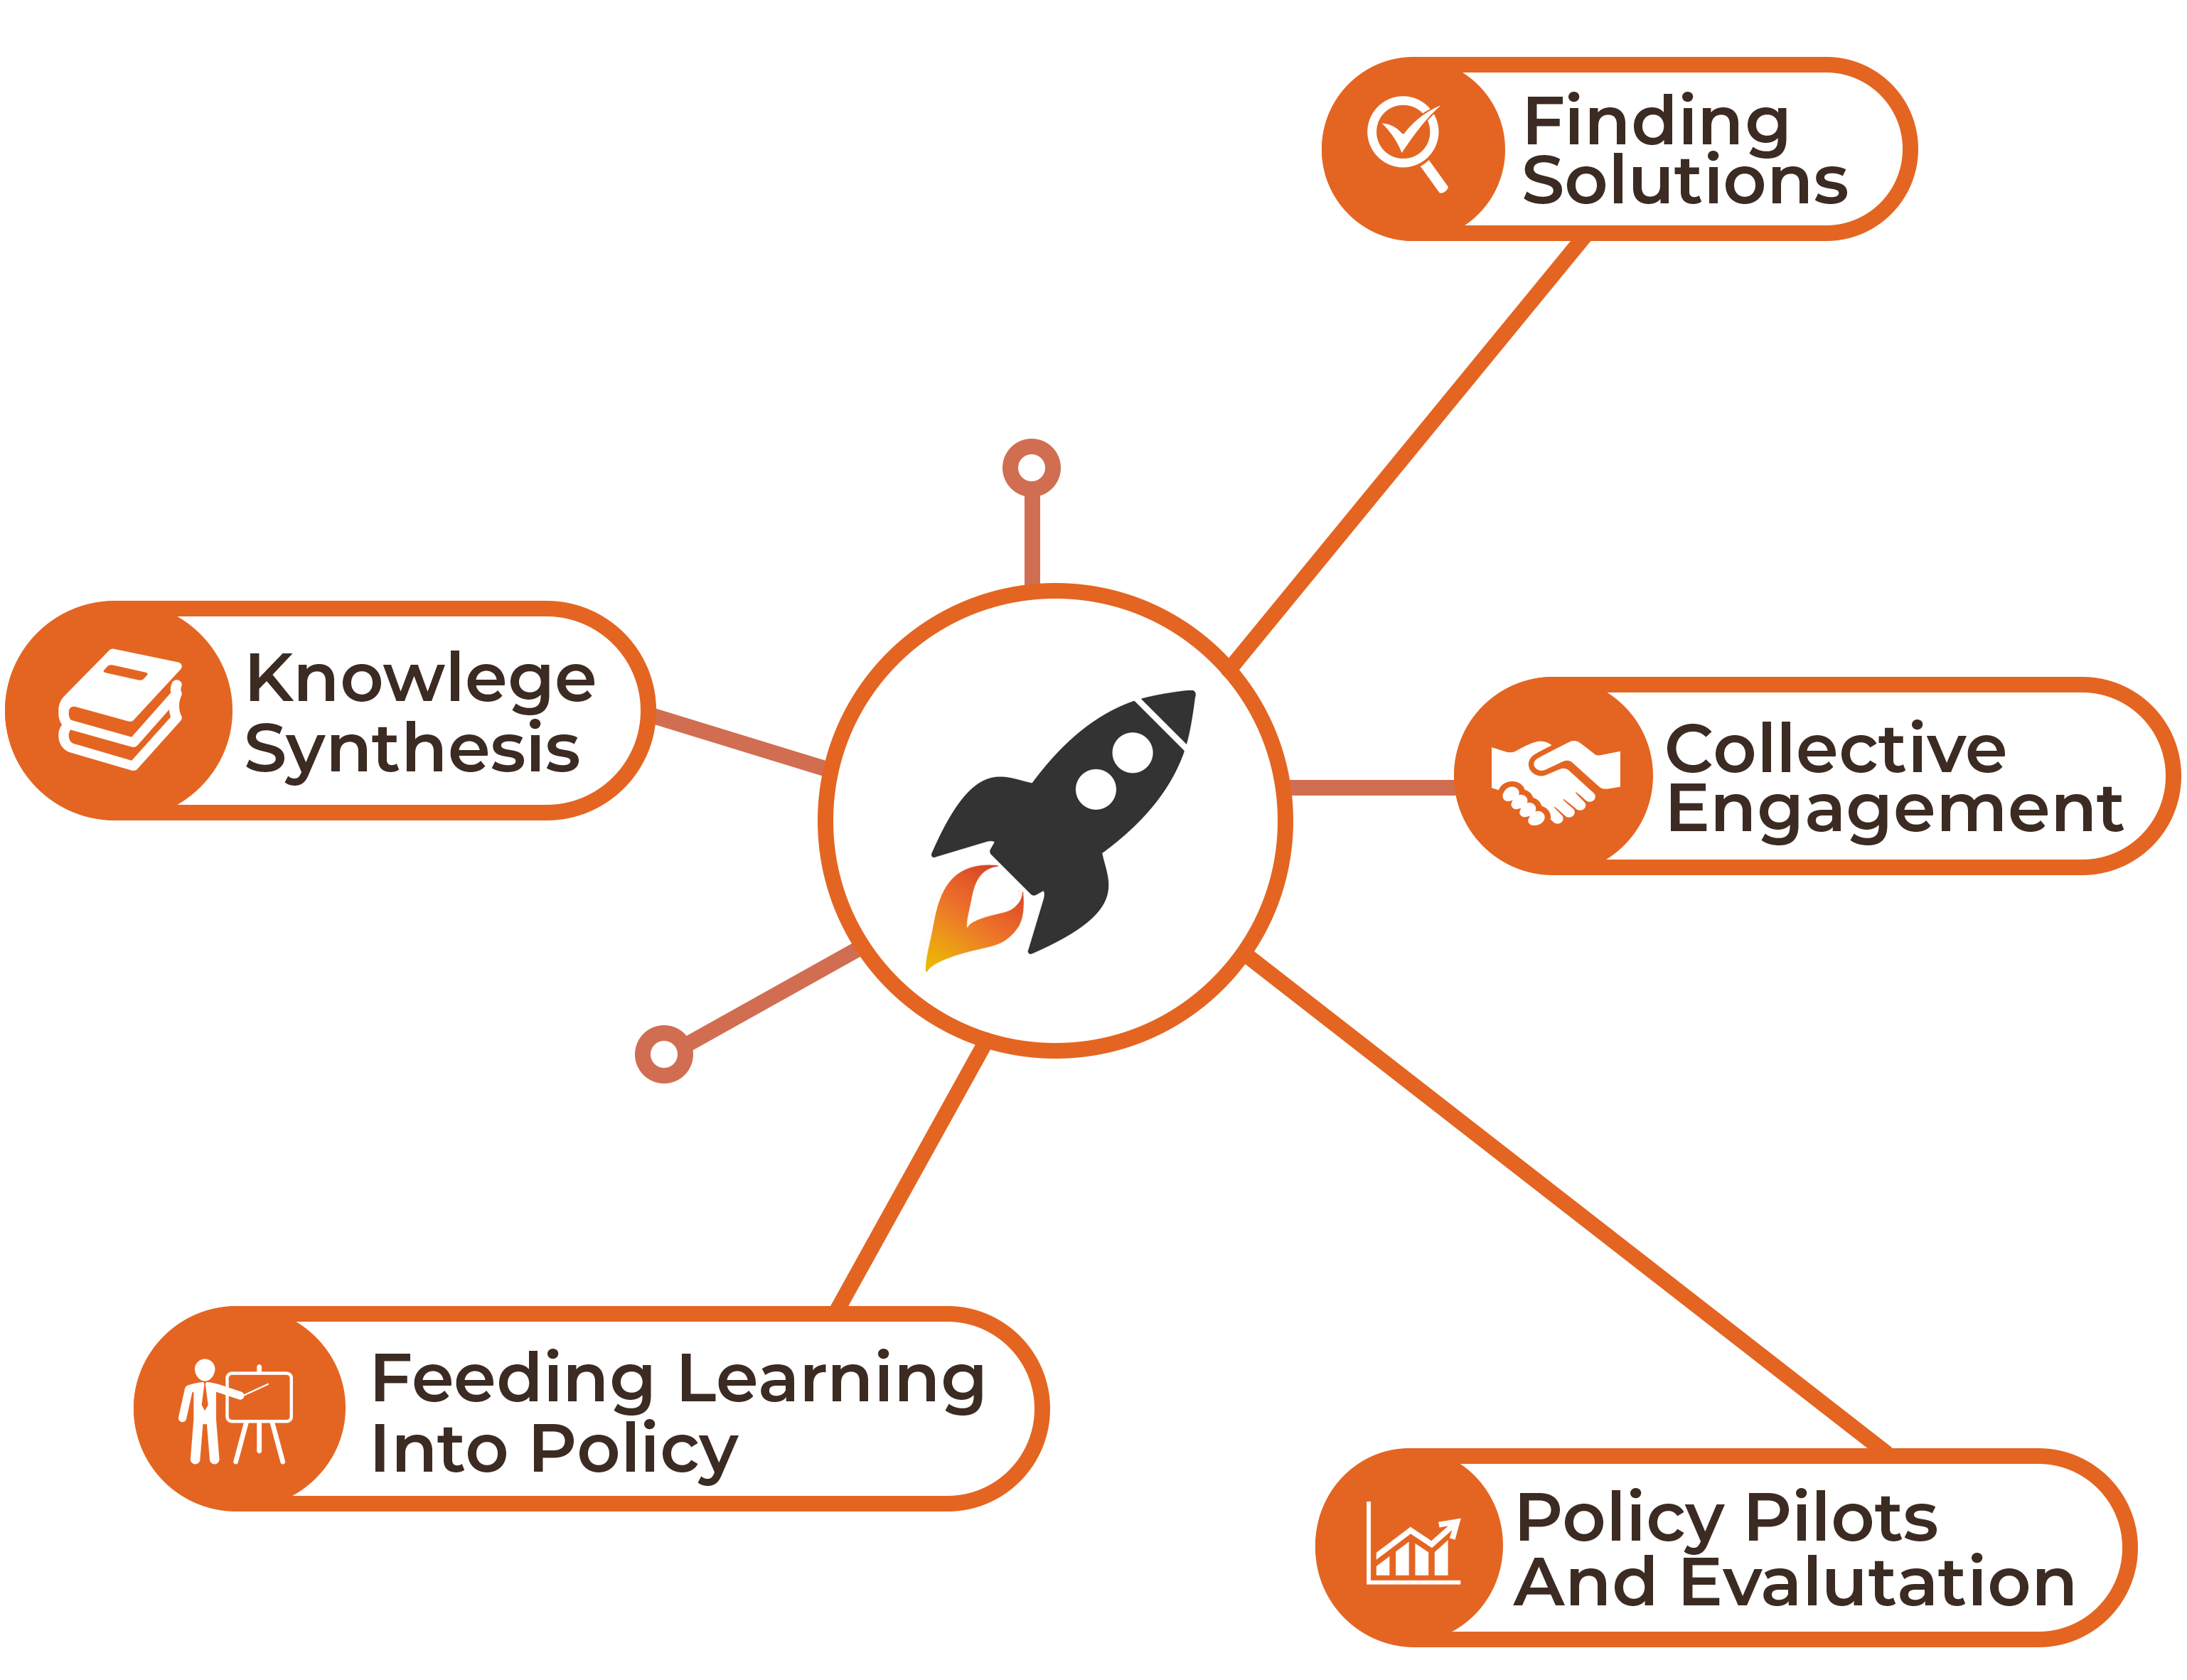 Finding
Solutions
Knowlege
Synthesis
Collective
Engagement
Feeding Learning
Into Policy
Policy Pilots
And Evalutation